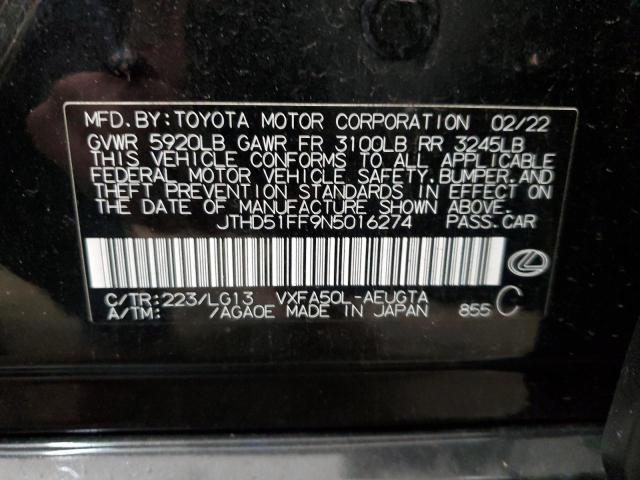 MFD. BY: TOYOTA MOTOR CORPORATION 02/22
GVWR 5920LB GAWR FR 3100LB RR 3245LB
THIS VEHICLE CONFORMS TO ALL APPLICABLE
FEDERAL MOTOR VEHICLE SAFETY, BUMPER, AND
THEFT PREVENTION STANDARDS IN EFFECT ON
THE DATE OF MANUFACTURE SHOWN ABOVE.
JTHD51FF9N5016274 PASS. CAR
C/TR: 223/LG13 VXFA50L-AEUGTA
A/TM: /AGA0E MADE IN JAPAN 855 C